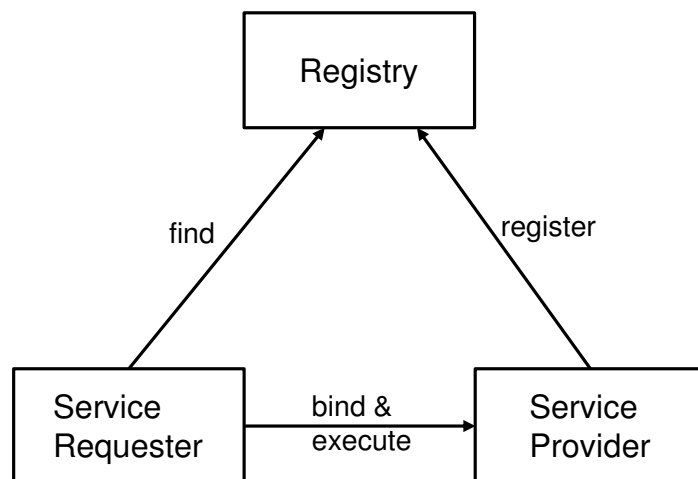 Registry
find
register
Service
Requester
bind &
execute
Service
Provider